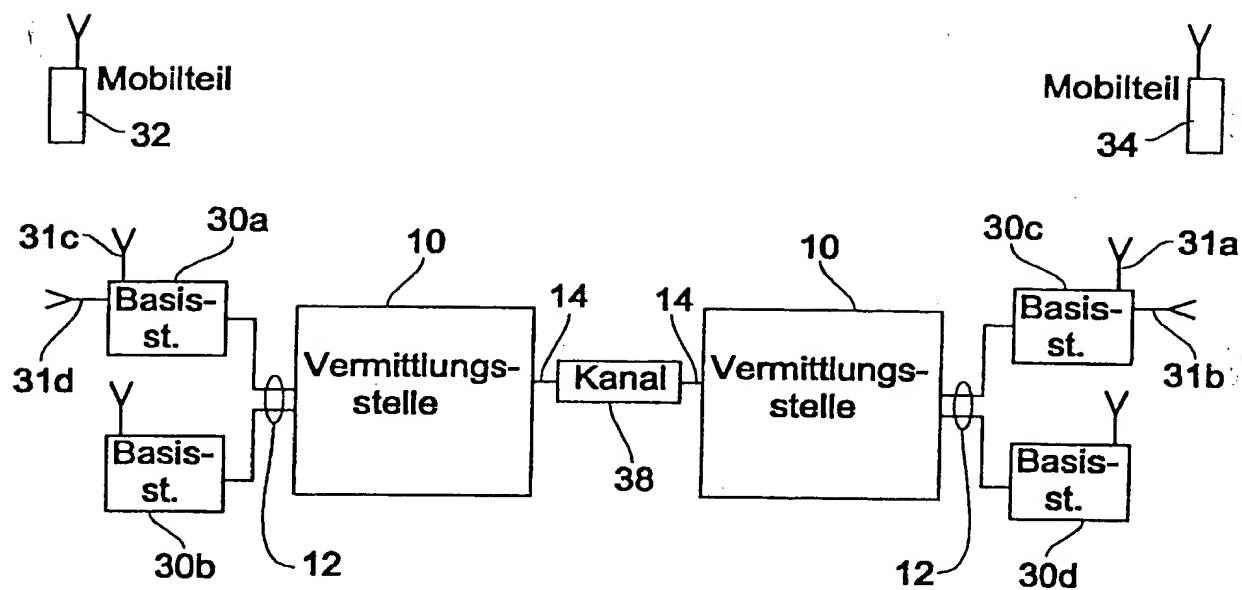 Mobilteil
32
Mobilteil
34
31c
30a
10
10
30c
31a
Basis-
st.
31d
Vermittlungs-
stelle
14
Kanal
14
38
Vermittlungs-
stelle
Basis-
st.
31b
Basis-
st.
30b
12
Basis-
st.
12
30d